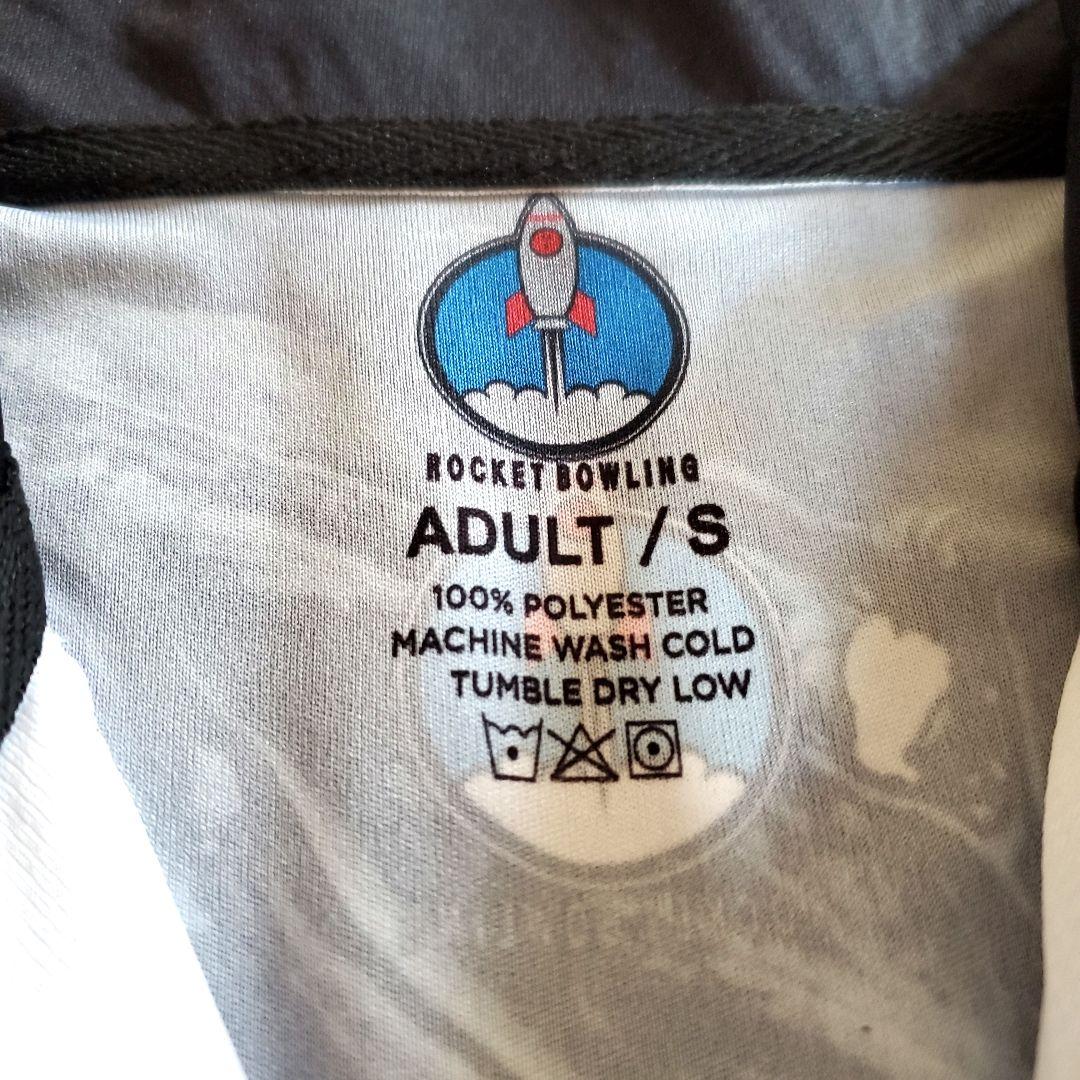 ROCKET BOWLING
ADULT / S
100% POLYESTER
MACHINE WASH COLD
TUMBLE DRY LOW